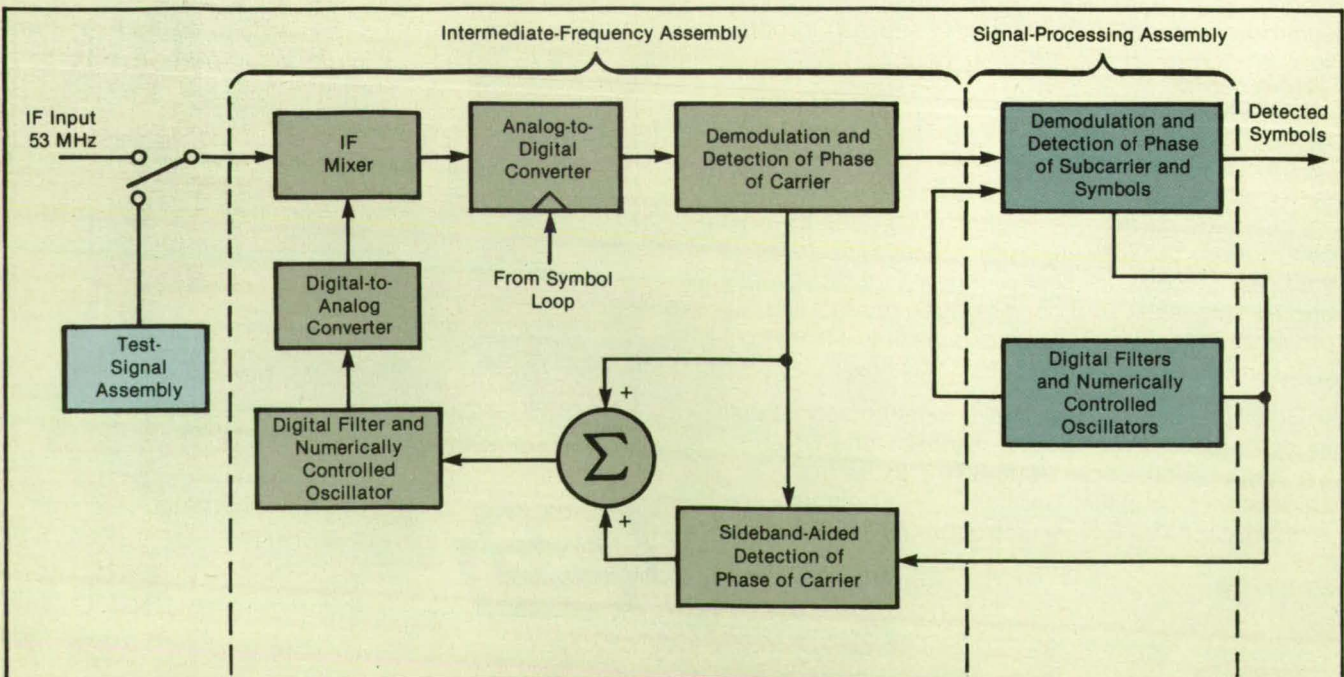 Intermediate-Frequency Assembly
Signal-Processing Assembly
IF Input
53 MHz
IF
Mixer
Analog-to-
Digital
Converter
Demodulation and
Detection of Phase
of Carrier
Demodulation and
Detection of Phase
of Subcarrier and
Symbols
Detected
Symbols
From Symbol
Loop
Digital-to-
Analog
Converter
Test-
Signal
Assembly
Digital Filter and
Numerically
Controlled
Oscillator
+
Σ
+
Digital Filters
and Numerically
Controlled
Oscillators
Sideband-Aided
Detection of
Phase of Carrier